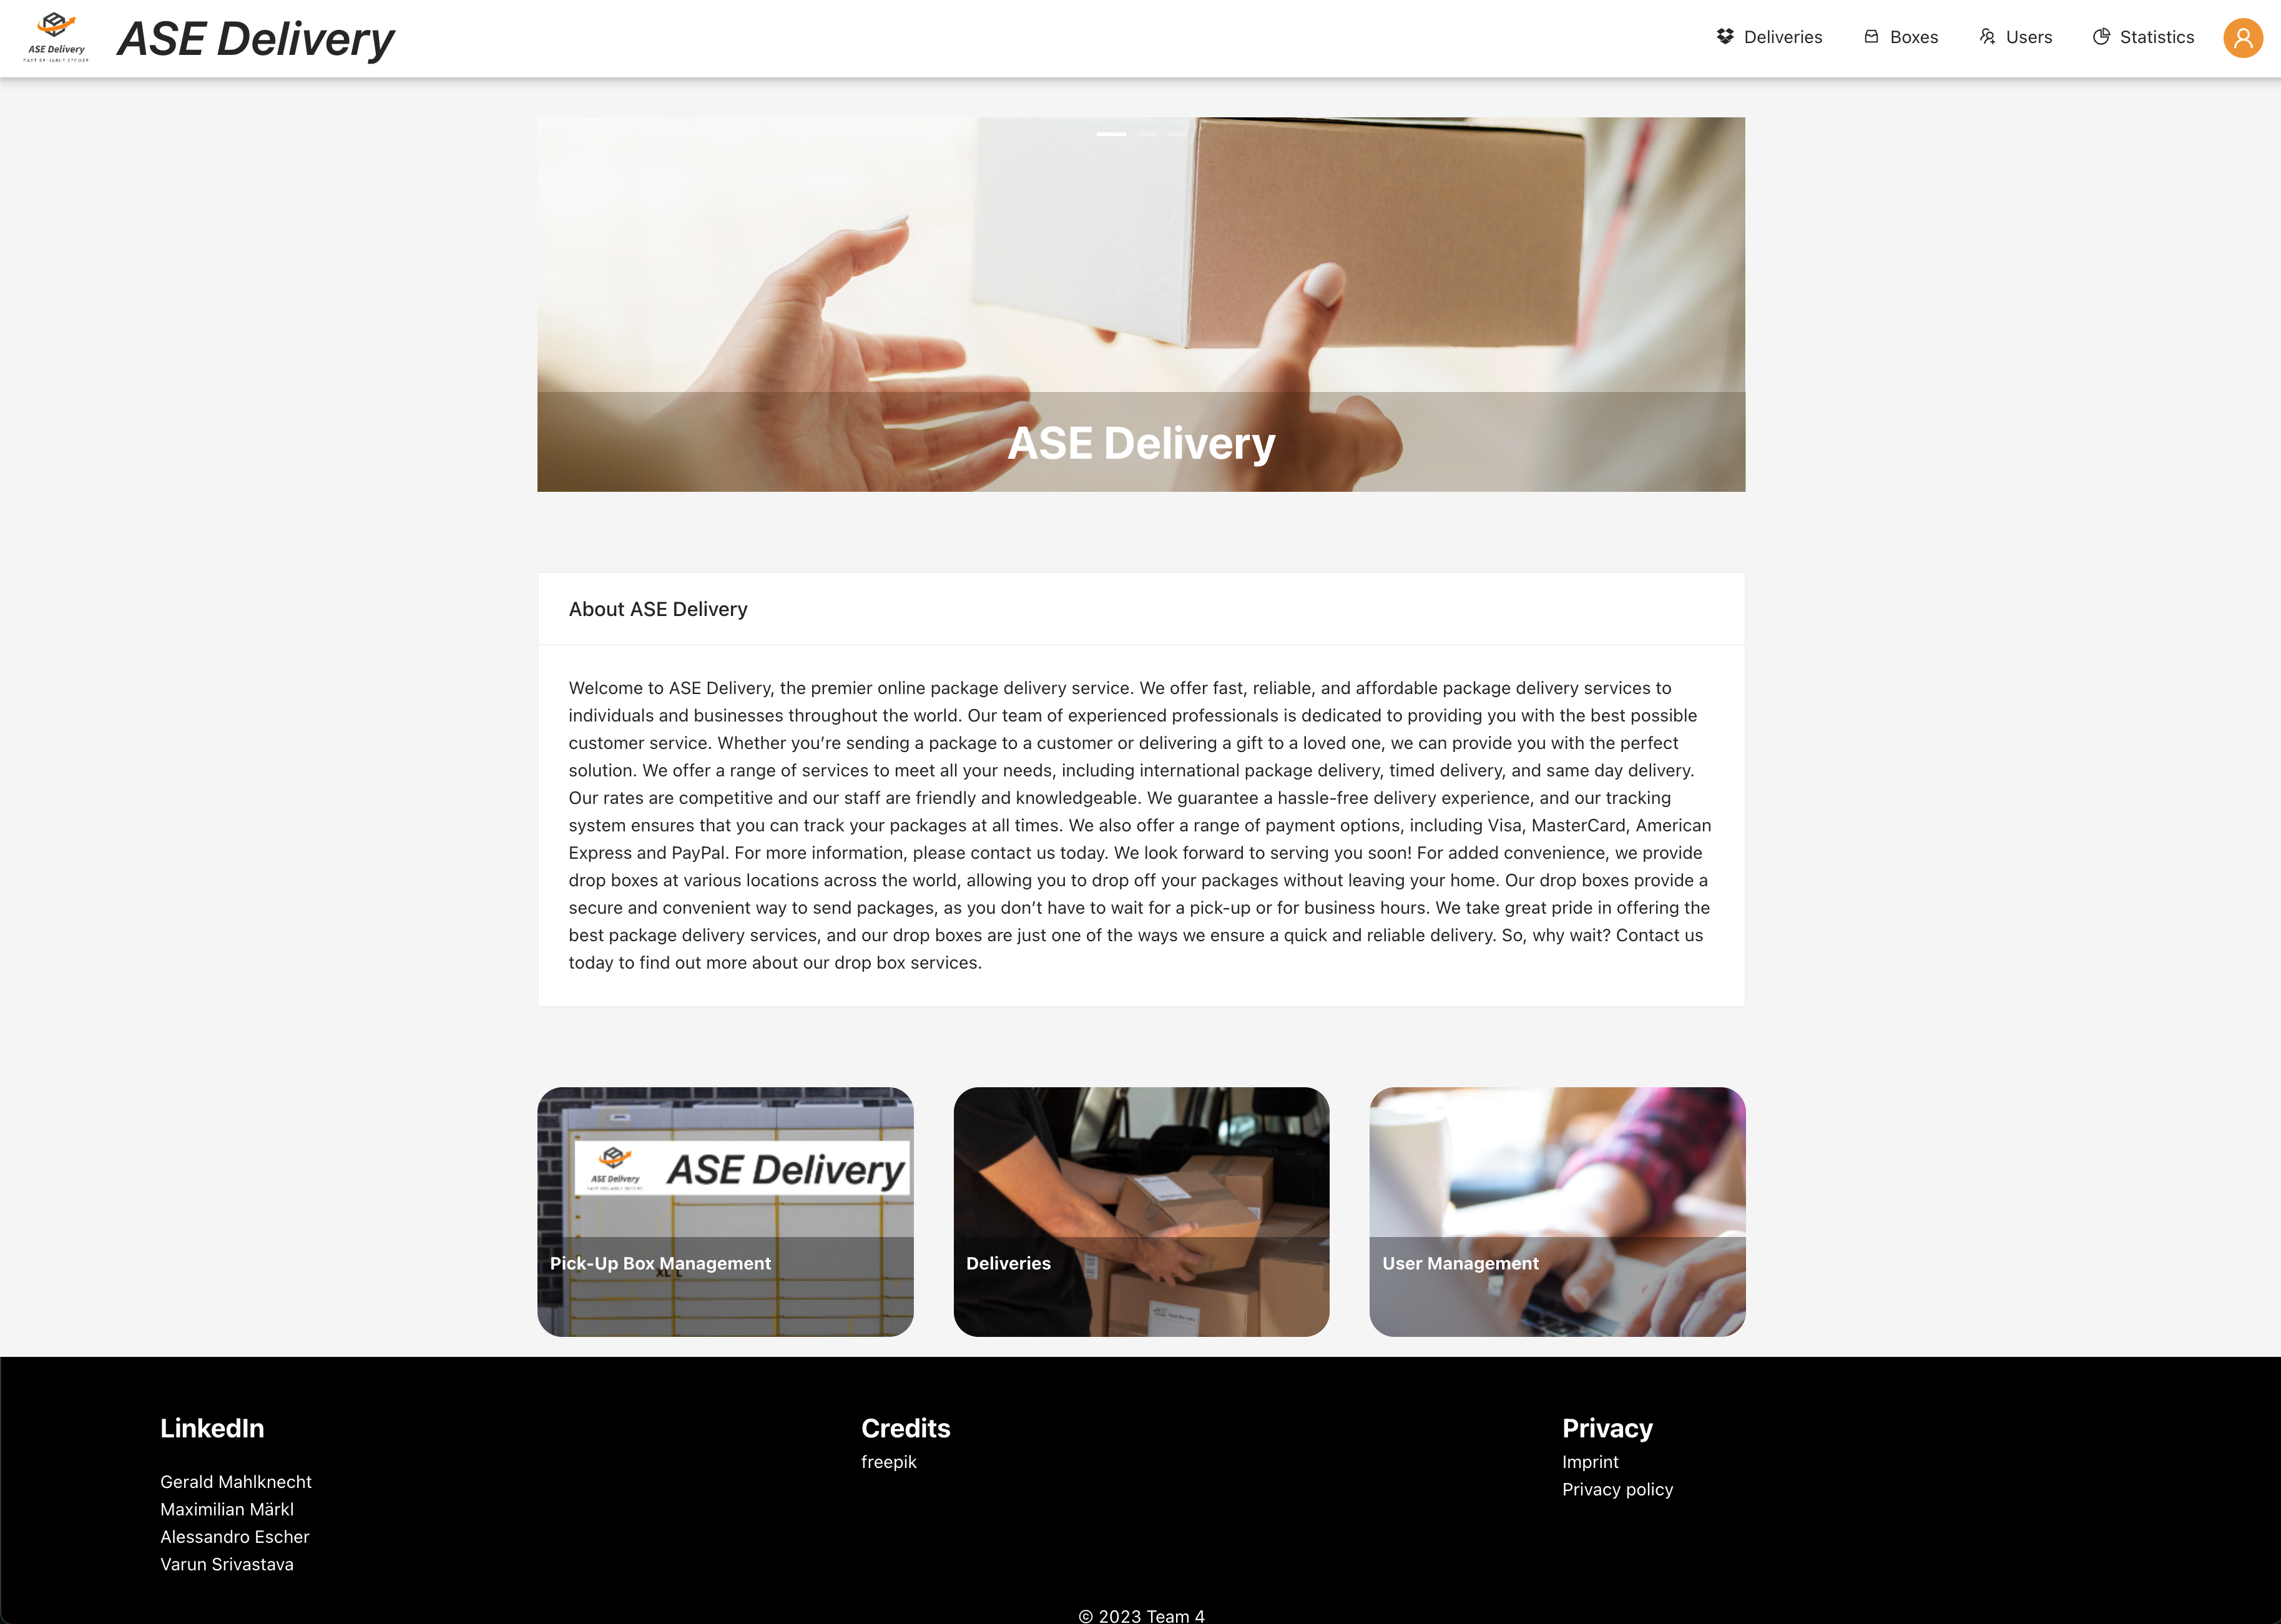 ASE Delivery
ASE Delivery
Deliveries
Boxes
Users
Statistics
ASE Delivery
About ASE Delivery
Welcome to ASE Delivery, the premier online package delivery service. We offer fast, reliable, and affordable package delivery services to
individuals and businesses throughout the world. Our team of experienced professionals is dedicated to providing you with the best possible
customer service. Whether you’re sending a package to a customer or delivering a gift to a loved one, we can provide you with the perfect
solution. We offer a range of services to meet all your needs, including international package delivery, timed delivery, and same day delivery.
Our rates are competitive and our staff are friendly and knowledgeable. We guarantee a hassle-free delivery experience, and our tracking
system ensures that you can track your packages at all times. We also offer a range of payment options, including Visa, MasterCard, American
Express and PayPal. For more information, please contact us today. We look forward to serving you soon! For added convenience, we provide
drop boxes at various locations across the world, allowing you to drop off your packages without leaving your home. Our drop boxes provide a
secure and convenient way to send packages, as you don’t have to wait for a pick-up or for business hours. We take great pride in offering the
best package delivery services, and our drop boxes are just one of the ways we ensure a quick and reliable delivery. So, why wait? Contact us
today to find out more about our drop box services.
ASE Delivery
ASE Delivery
Pick-Up Box Management
XL L
Deliveries
User Management
LinkedIn
Gerald Mahlknecht
Maximilian Märkl
Alessandro Escher
Varun Srivastava
Credits
freepik
Privacy
Imprint
Privacy policy
© 2023 Team 4